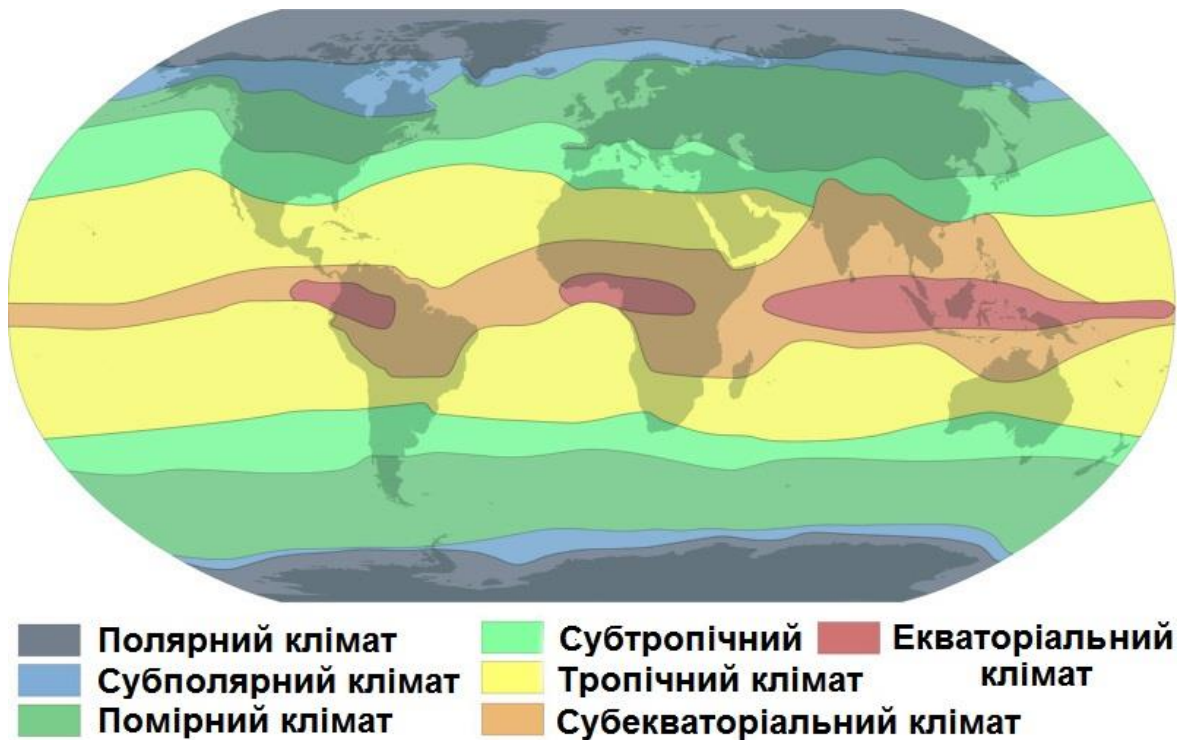 Полярний клімат
Субполярний клімат
Помірний клімат
Субтропічний
Тропічний клімат
Субекваторіальний клімат
Екваторіальний
клімат